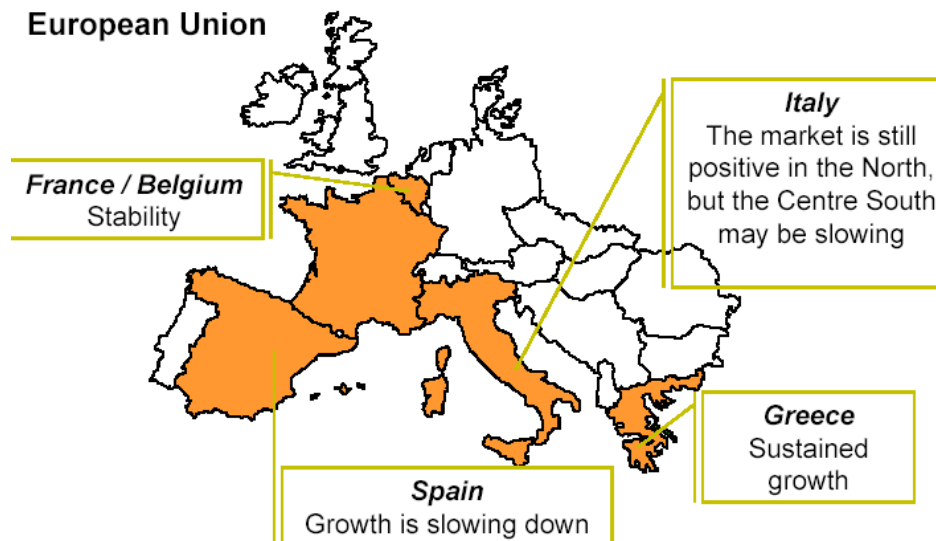 European Union
France / Belgium
Stability
Italy
The market is still
positive in the North,
but the Centre South
may be slowing
Greece
Sustained
growth
Spain
Growth is slowing down